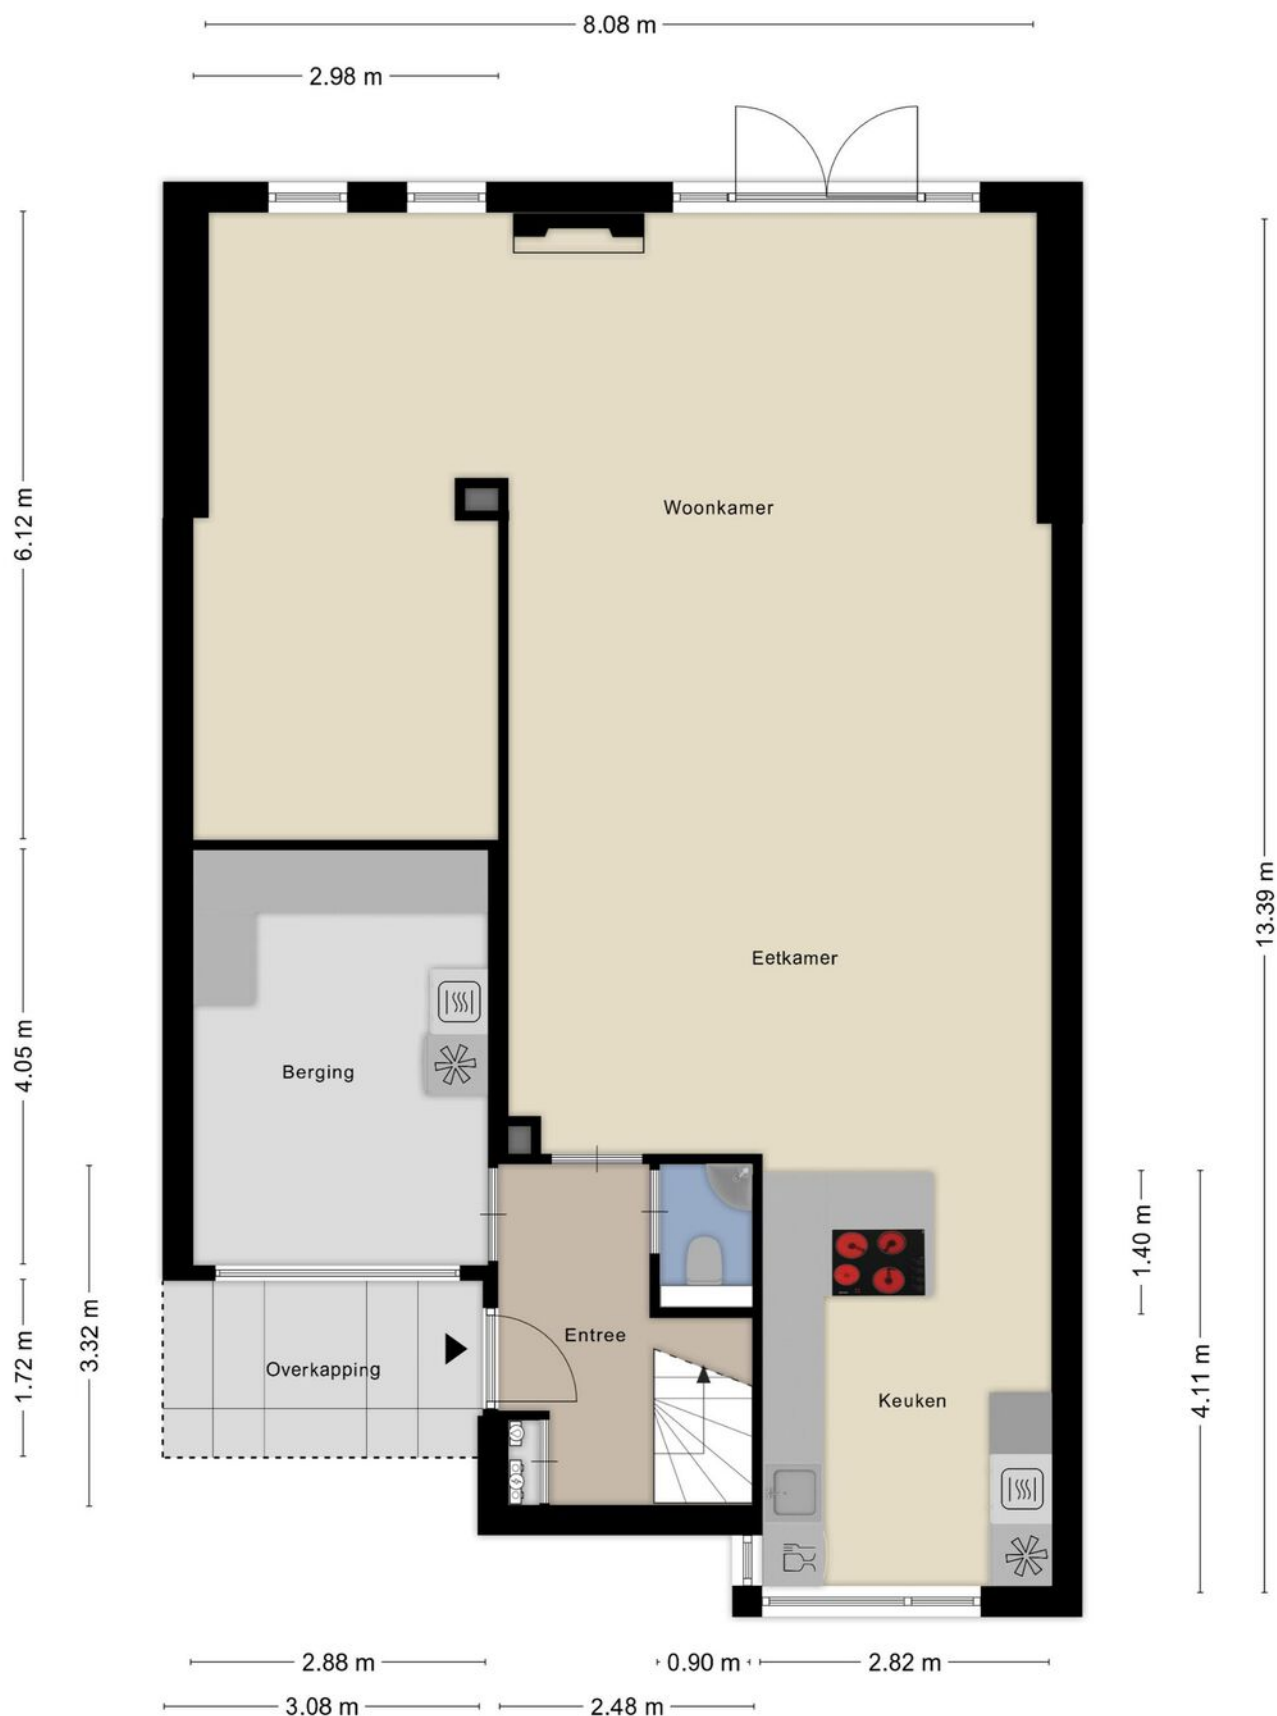 8.08 m
2.98 m
6.12 m
Woonkamer
13.39 m
Eetkamer
4.05 m
Berging
1.40 m
3.32 m
1.72 m
Entree
Overkapping
4.11 m
Keuken
2.88 m
0.90 m
2.82 m
3.08 m
2.48 m